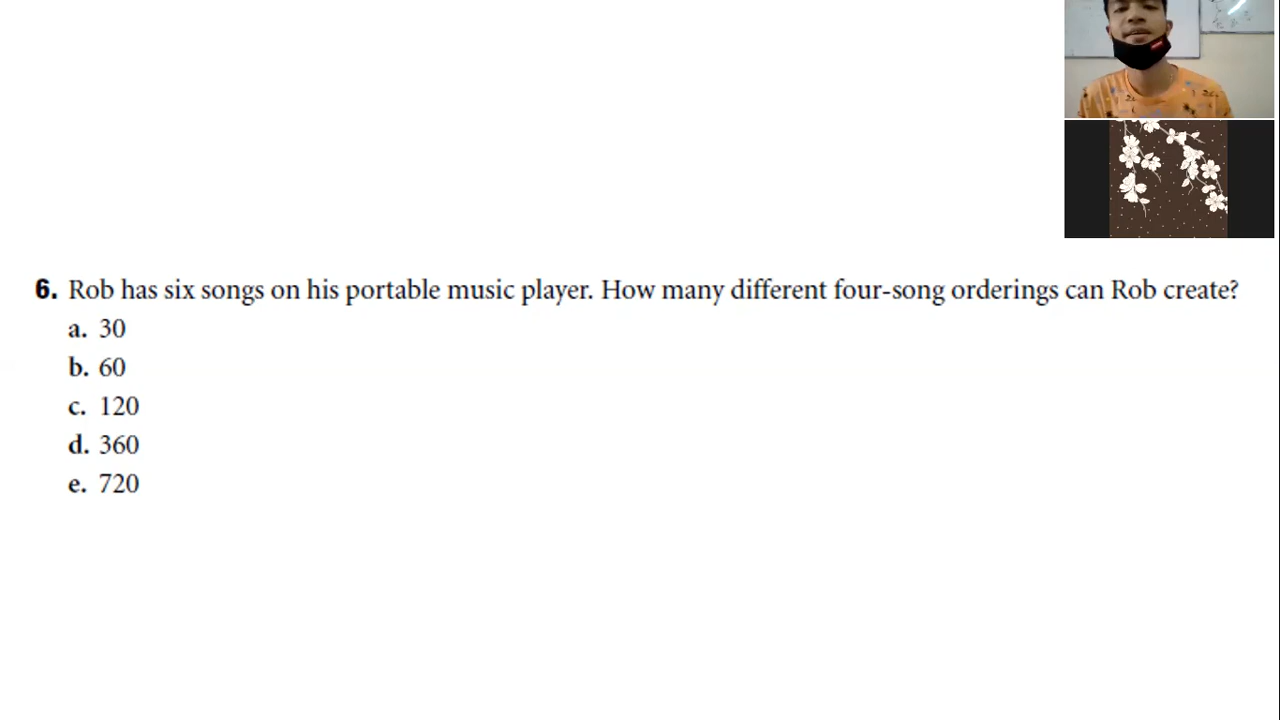 6. Rob has six songs on his portable music player. How many different four-song orderings can Rob create?
a. 30
b. 60
c. 120
d. 360
e. 720